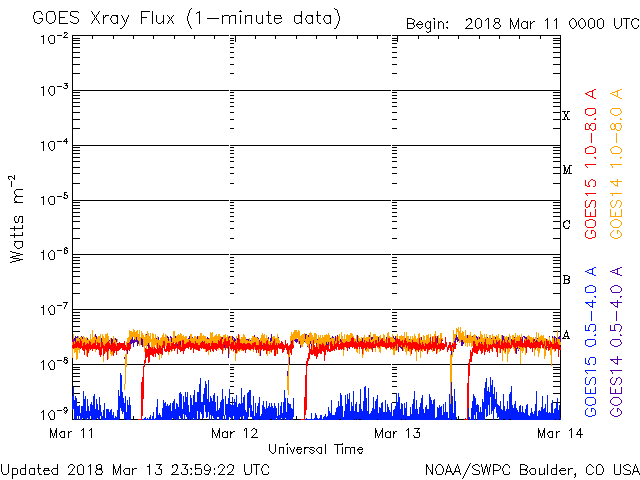 GOES Xray Flux (1-minute data)
Begin: 2018 Mar 11 0000 UTC
10⁻²
10⁻³
10⁻⁴
10⁻⁵
10⁻⁶
10⁻⁷
10⁻⁸
10⁻⁹
Watts m⁻²
X
M
C
B
A
GOES15 1.0-8.0 A
GOES14 1.0-8.0 A
GOES15 0.5-4.0 A
GOES14 0.5-4.0 A
Mar 11 Mar 12 Mar 13 Mar 14
Universal Time
Updated 2018 Mar 13 23:59:22 UTC
NOAA/SWPC Boulder, CO USA